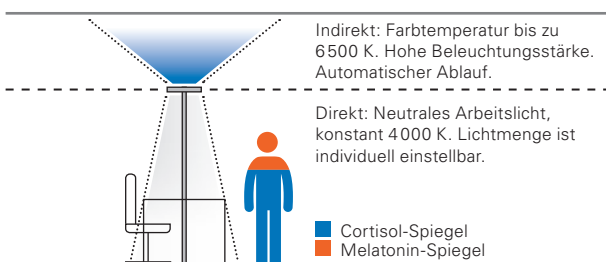 Indirekt: Farbtemperatur bis zu
6500 K. Hohe Beleuchtungsstärke.
Automatischer Ablauf.
Direkt: Neutrales Arbeitslicht,
konstant 4000 K. Lichtmenge ist
individuell einstellbar.
Cortisol-Spiegel
Melatonin-Spiegel